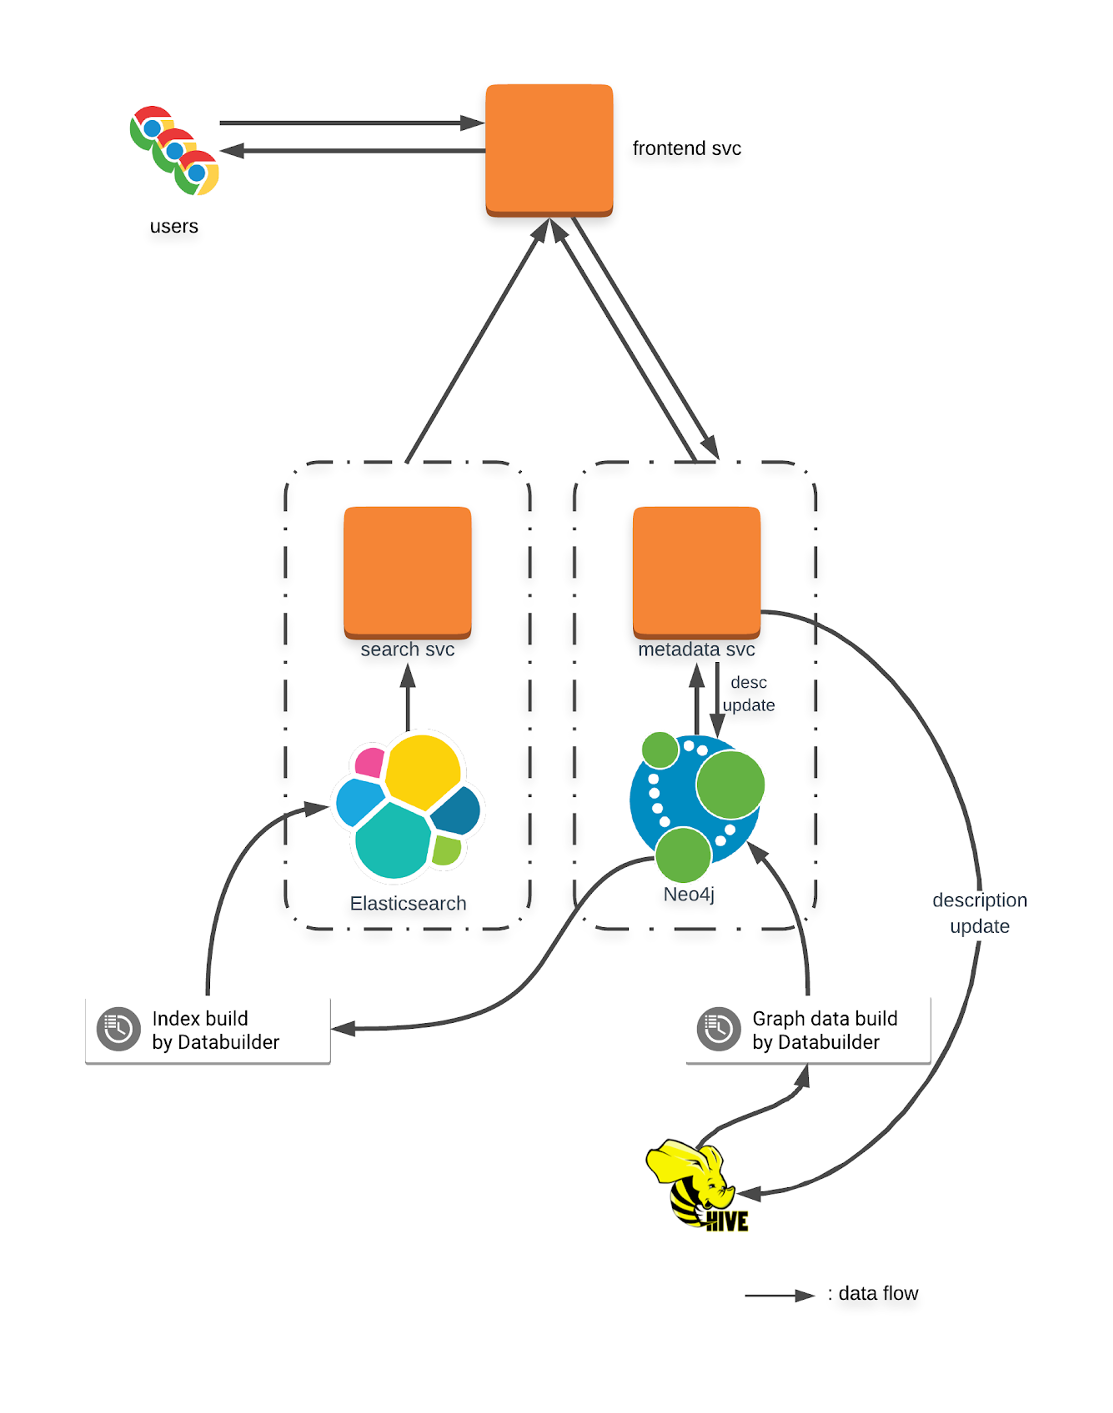 frontend svc
users
search svc
metadata svc
desc
update
Elasticsearch
Neo4j
description
update
Index build
by Databuilder
Graph data build
by Databuilder
HIVE
: data flow